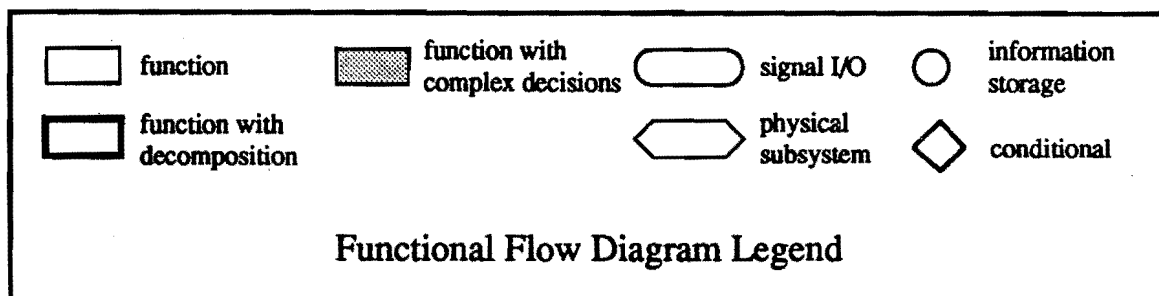 function
function with
complex decisions
signal I/O
information
storage
function with
decomposition
physical
subsystem
conditional
Functional Flow Diagram Legend